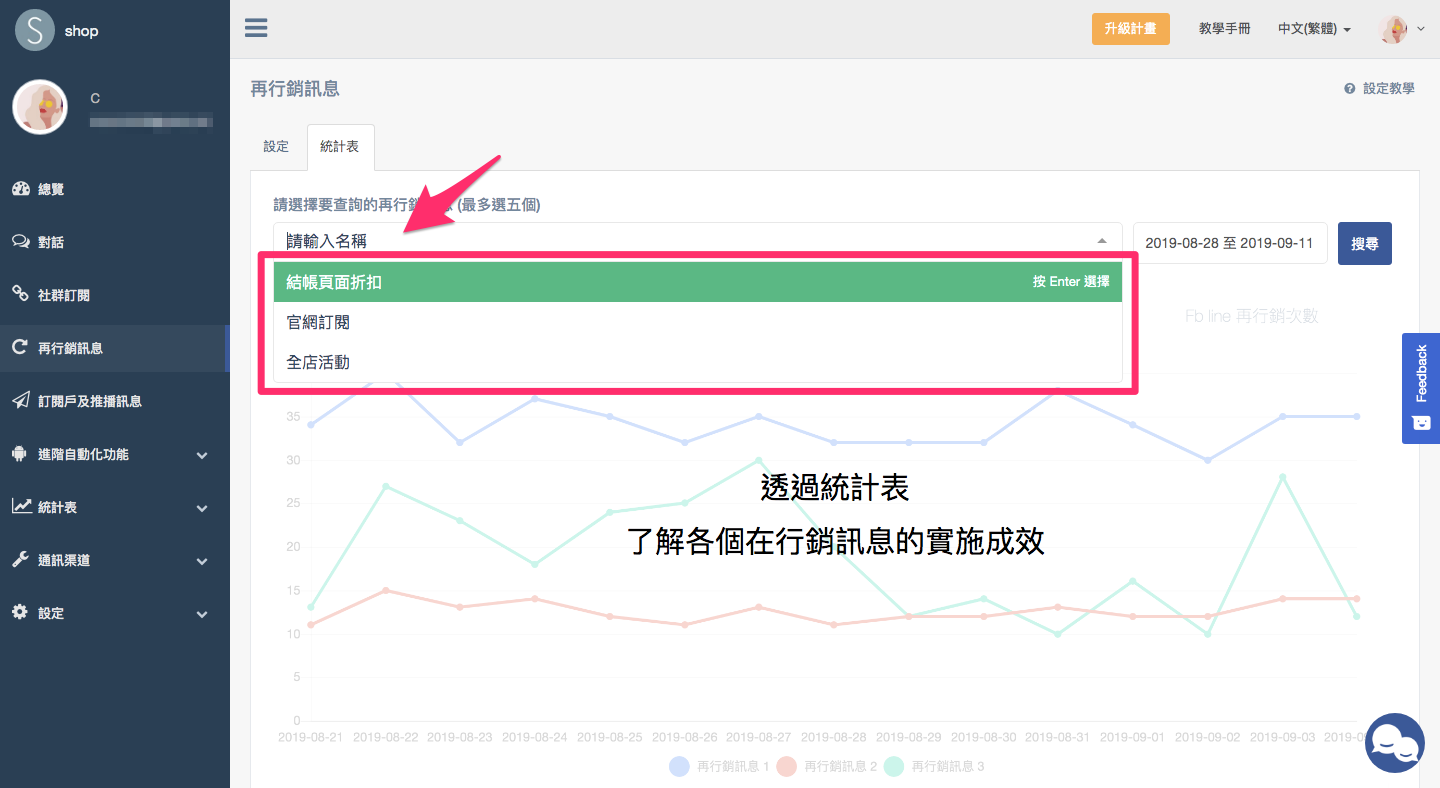 S shop
升級計畫 教學手冊 中文(繁體)
C
再行銷訊息
設定教學
設定 統計表
總覽
對話
社群訂閱
再行銷訊息
訂閱戶及推播訊息
進階自動化功能
統計表
通訊渠道
設定
請選擇要查詢的再行銷訊息 (最多選五個)
請輸入名稱
2019-08-28 至 2019-09-11
搜尋
結帳頁面折扣 按 Enter 選擇
官網訂閱
全店活動
Fb line 再行銷次數
Feedback
透過統計表
了解各個在行銷訊息的實施成效
35
30
25
20
15
10
5
0
2019-08-21 2019-08-22 2019-08-23 2019-08-24 2019-08-25 2019-08-26 2019-08-27 2019-08-28 2019-08-29 2019-08-30 2019-08-31 2019-09-01 2019-09-02 2019-09-03
再行銷訊息 1 再行銷訊息 2 再行銷訊息 3